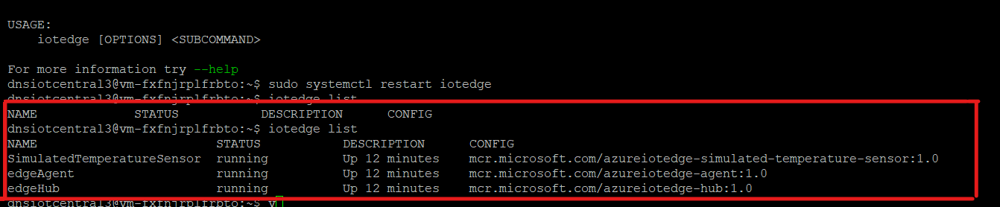 USAGE:
    iotedge [OPTIONS] <SUBCOMMAND>
For more information try --help
dnsiotcentral3@vm-fxfnjrplfrbto:~$ sudo systemctl restart iotedge
dnsiotcentral3@vm-fxfnjrplfrbto:~$ iotedge list
NAME             STATUS           DESCRIPTION      CONFIG
dnsiotcentral3@vm-fxfnjrplfrbto:~$ iotedge list
NAME                        STATUS           DESCRIPTION      CONFIG
SimulatedTemperatureSensor  running          Up 12 minutes    mcr.microsoft.com/azureiotedge-simulated-temperature-sensor:1.0
edgeAgent                   running          Up 12 minutes    mcr.microsoft.com/azureiotedge-agent:1.0
edgeHub                     running          Up 12 minutes    mcr.microsoft.com/azureiotedge-hub:1.0
dnsiotcentral3@vm-fxfnjrplfrbto:~$ v